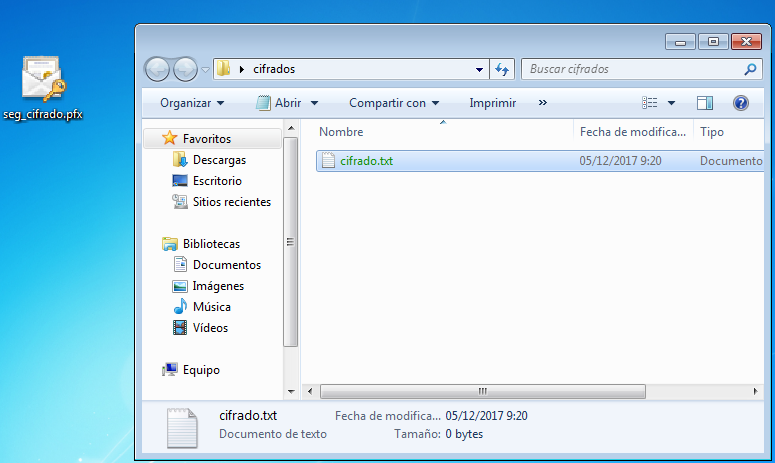 seg_cifrado.pfx
cifrados
Buscar cifrados
Organizar Abrir Compartir con Imprimir »
Favoritos
Descargas
Escritorio
Sitios recientes
Bibliotecas
Documentos
Imágenes
Música
Vídeos
Equipo
Nombre Fecha de modifica... Tipo
cifrado.txt 05/12/2017 9:20 Documento
cifrado.txt Fecha de modifica... 05/12/2017 9:20
Documento de texto Tamaño: 0 bytes